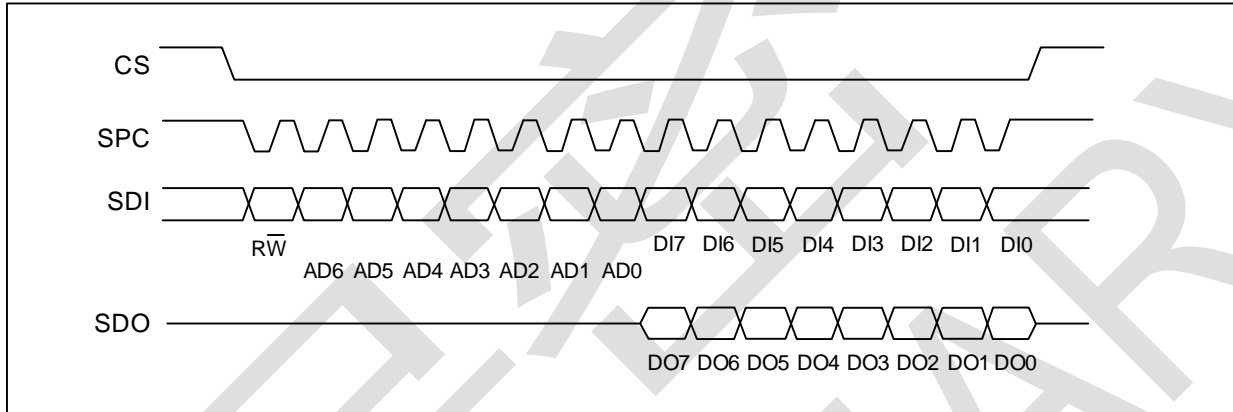 CS
SPC
SDI
RW̅ DI7 DI6 DI5 DI4 DI3 DI2 DI1 DI0
AD6 AD5 AD4 AD3 AD2 AD1 AD0
SDO
DO7 DO6 DO5 DO4 DO3 DO2 DO1 DO0